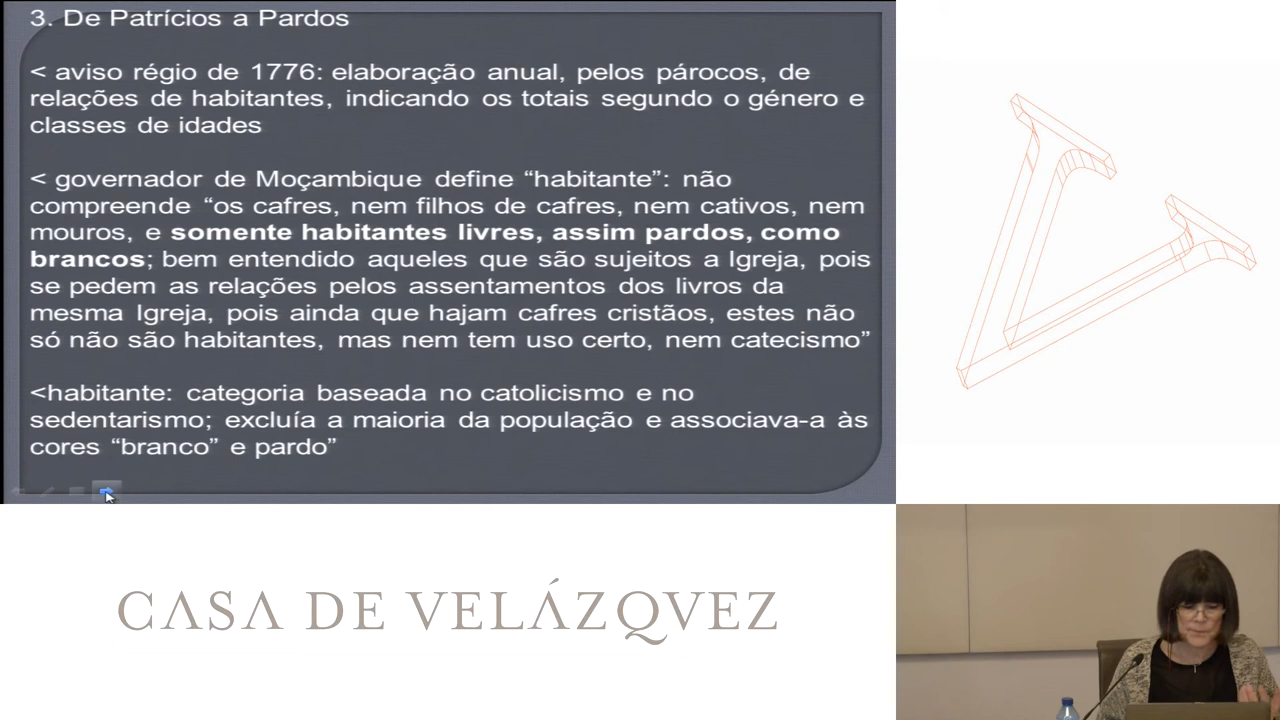 3. De Patrícios a Pardos
< aviso régio de 1776: elaboração anual, pelos párocos, de
relações de habitantes, indicando os totais segundo o género e
classes de idades
< governador de Moçambique define “habitante”: não
compreende “os cafres, nem filhos de cafres, nem cativos, nem
mouros, e somente habitantes livres, assim pardos, como
brancos; bem entendido aqueles que são sujeitos a Igreja, pois
se pedem as relações pelos assentamentos dos livros da
mesma Igreja, pois ainda que hajam cafres cristãos, estes não
só não são habitantes, mas nem tem uso certo, nem catecismo”
<habitante: categoria baseada no catolicismo e no
sedentarismo; excluía a maioria da população e associava-a às
cores “branco” e pardo”
CASA DE VELÁZQVEZ